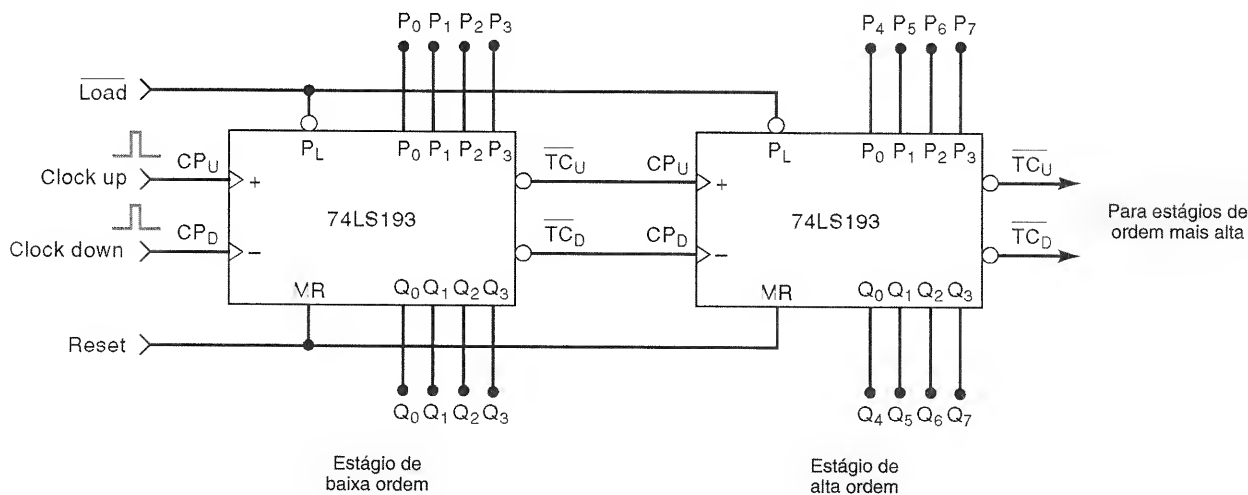 P0 P1 P2 P3 P4 P5 P6 P7
Load
PL P0 P1 P2 P3 PL P0 P1 P2 P3
Clock up CPU + TCU CPU + TCU
74LS193 74LS193
Clock down CPD − TCD CPD − TCD
Para estágios de
ordem mais alta
MR Q0 Q1 Q2 Q3 MR Q0 Q1 Q2 Q3
Reset
Q0 Q1 Q2 Q3 Q4 Q5 Q6 Q7
Estágio de
baixa ordem
Estágio de
alta ordem